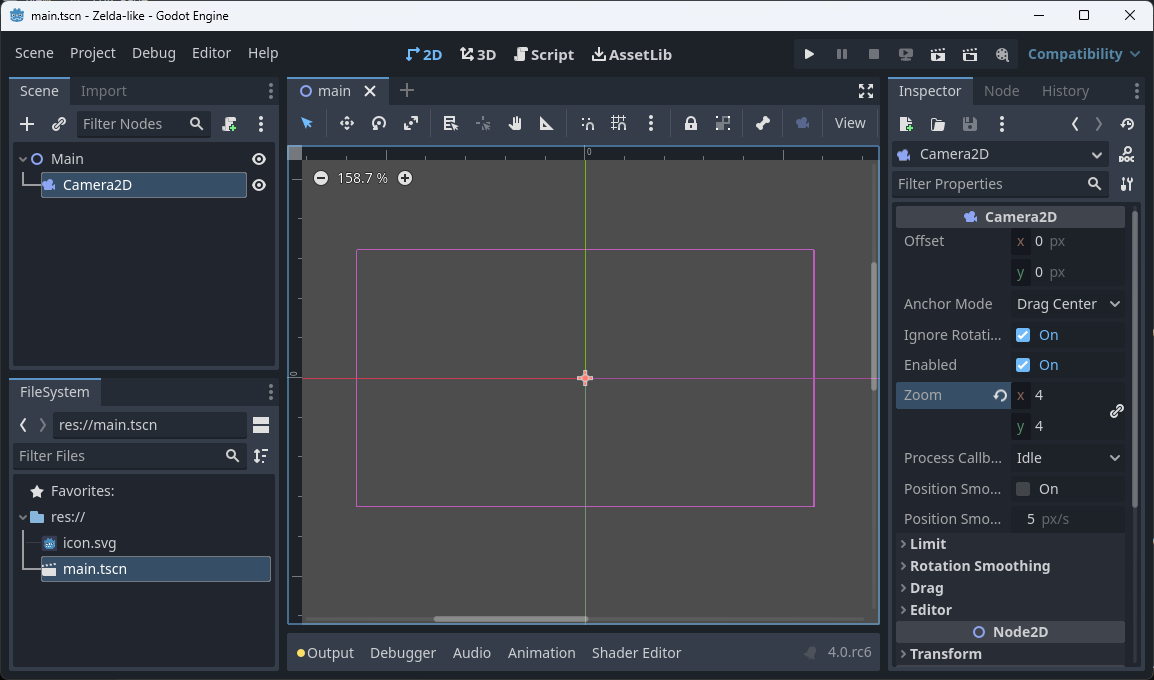 main.tscn - Zelda-like - Godot Engine
Scene Project Debug Editor Help
2D 3D Script AssetLib
Compatibility
Scene Import
Filter Nodes
Main
Camera2D
FileSystem
res://main.tscn
Filter Files
Favorites:
res://
icon.svg
main.tscn
main
View
0
158.7 %
0
Output Debugger Audio Animation Shader Editor 4.0.rc6
Inspector Node History
Camera2D
DOC
Filter Properties
Camera2D
Offset x 0 px
y 0 px
Anchor Mode Drag Center
Ignore Rotati... On
Enabled On
Zoom x 4
y 4
Process Callb... Idle
Position Smo... On
Position Smo... 5 px/s
Limit
Rotation Smoothing
Drag
Editor
Node2D
Transform